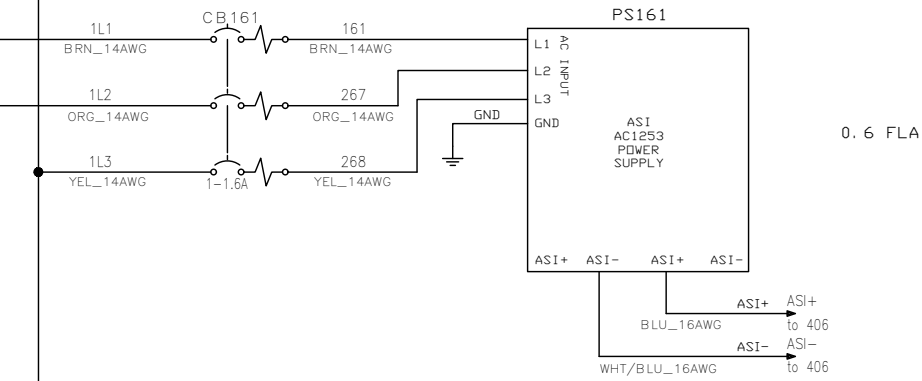 PS161
CB161
1L1
161
BRN_14AWG
BRN_14AWG
L1
AC INPUT
L2
1L2
267
L3
ORG_14AWG
ORG_14AWG
GND
GND
ASI
AC1253
POWER
SUPPLY
0.6 FLA
1L3
268
YEL_14AWG
1-1.6A
YEL_14AWG
ASI+ ASI- ASI+ ASI-
ASI+ ASI+
BLU_16AWG
to 406
ASI- ASI-
WHT/BLU_16AWG
to 406